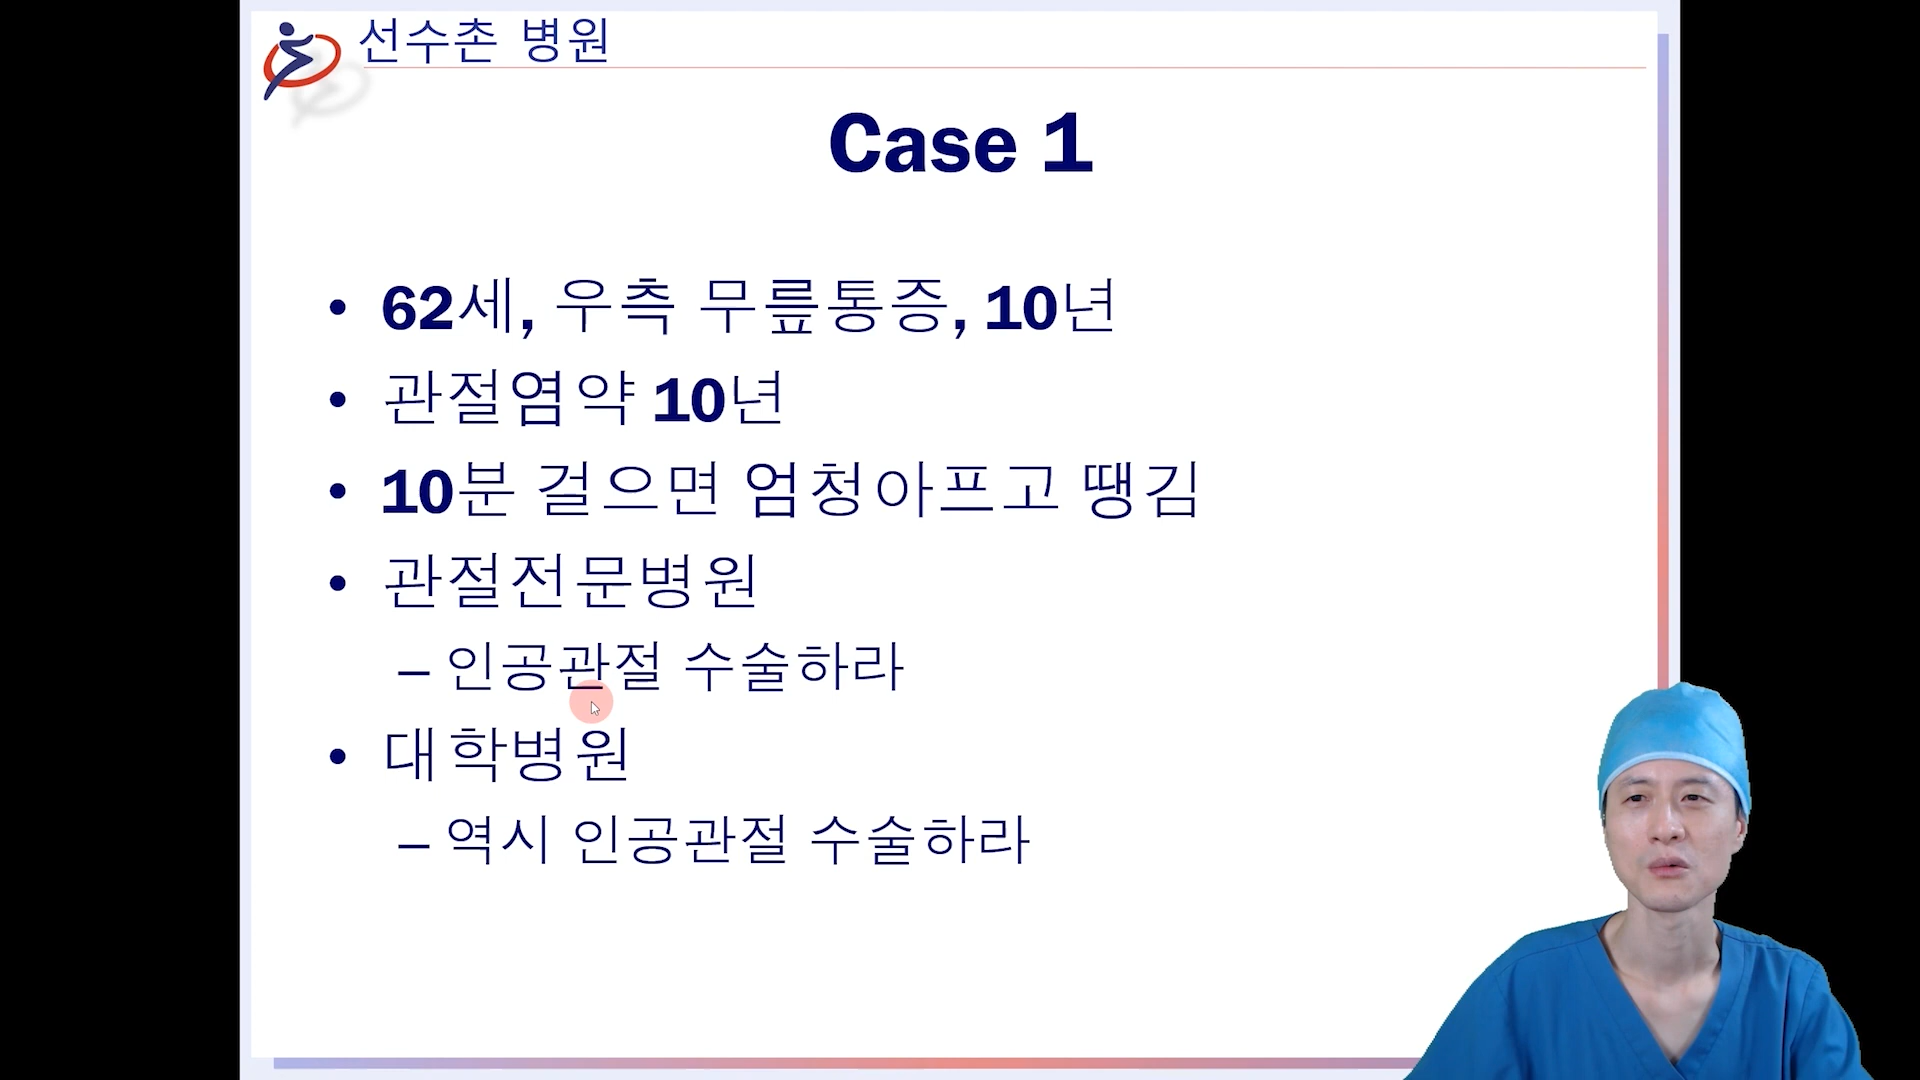 선수촌 병원
Case 1
• 62세, 우측 무릎통증, 10년
• 관절염약 10년
• 10분 걸으면 엄청아프고 땡김
• 관절전문병원
– 인공관절 수술하라
• 대학병원
– 역시 인공관절 수술하라